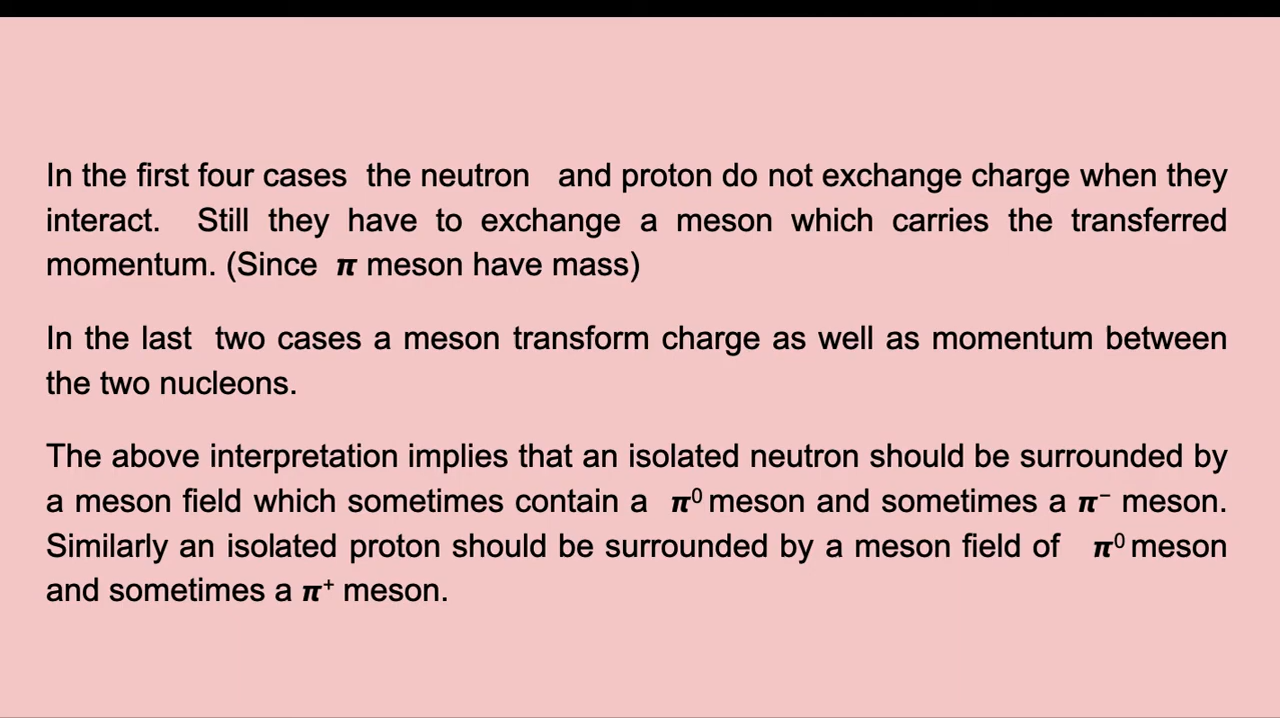 In the first four cases the neutron and proton do not exchange charge when they
interact. Still they have to exchange a meson which carries the transferred
momentum. (Since π meson have mass)
In the last two cases a meson transform charge as well as momentum between
the two nucleons.
The above interpretation implies that an isolated neutron should be surrounded by
a meson field which sometimes contain a π⁰ meson and sometimes a π⁻ meson.
Similarly an isolated proton should be surrounded by a meson field of π⁰ meson
and sometimes a π⁺ meson.